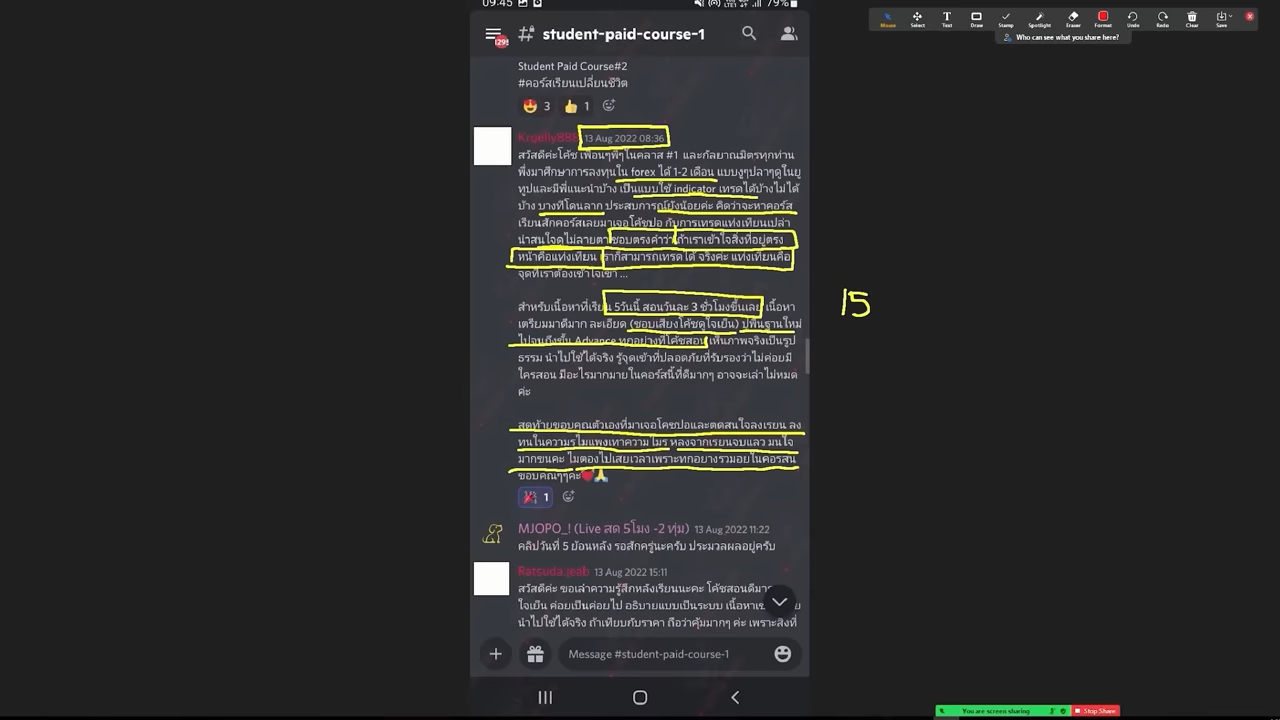 09.45
79%
Mouse Select Text Draw Stamp Spotlight Eraser Format Undo Redo Clear Save
Who can see what you share here?
student-paid-course-1
Student Paid Course#2
#คอร์สเรียนเปลี่ยนชีวิต
3 1
13 Aug 2022 08:36
สวัสดีค่ะโค้ช เพื่อนๆพี่ๆในคลาส #1 และกัลยาณมิตรทุกท่าน
พึ่งมาศึกษาการลงทุนใน forex ได้ 1-2 เดือน แบบงูๆปลาๆดูในยู
ทูปและมีพี่แนะนำบ้าง เป็นแบบใช้ indicator เทรดได้บ้างไม่ได้
บ้าง บางทีโดนลาก ประสบการณ์ยังน้อยค่ะ คิดว่าจะหาคอร์ส
เรียนสักคอร์สเลยมาเจอโค้ชปอ กับการเทรดแท่งเทียนเปล่า
น่าสนใจดูไม่ลายตา ชอบตรงคำว่า ถ้าเราเข้าใจสิ่งที่อยู่ตรง
หน้าคือแท่งเทียน เราก็สามารถเทรดได้ จริงค่ะ แท่งเทียนคือ
จุดที่เราต้องเข้าใจเขา ...
สำหรับเนื้อหาที่เรียน 5วันนี้ สอนวันละ 3 ชั่วโมงขึ้นเลย เนื้อหา
เตรียมมาดีมาก ละเอียด (ชอบเสียงโค้ชดูใจเย็น) ปูพื้นฐานใหม่
ไปจนถึงขั้น Advance ทุกอย่างที่โค้ชสอน เห็นภาพจริงเป็นรูป
ธรรม นำไปใช้ได้จริง รู้จุดเข้าที่ปลอดภัยที่รับรองว่าไม่ค่อยมี
ใครสอน มีอะไรมากมายในคอร์สนี้ที่ดีมากๆ อาจจะเล่าไม่หมด
ค่ะ
15
สุดท้ายขอบคุณตัวเองที่มาเจอโค้ชปอและตัดสินใจลงเรียน ลง
ทุนในความรู้ไม่แพงเท่าความไม่รู้ หลังจากเรียนจบแล้ว มั่นใจ
มากขึ้นค่ะ ไม่ต้องไปเสียเวลาเพราะทุกอย่างรวมอยู่ในคอร์สนี้
ขอบคุณๆๆค่ะ
1
MJOPO_! (Live สด 5โมง -2 ทุ่ม) 13 Aug 2022 11:22
คลิปวันที่ 5 ย้อนหลัง รอสักครู่นะครับ ประมวลผลอยู่ครับ
Ratsuda.jeab 13 Aug 2022 15:11
สวัสดีค่ะ ขอเล่าความรู้สึกหลังเรียนนะคะ โค้ชสอนดีมาก
ใจเย็น ค่อยเป็นค่อยไป อธิบายแบบเป็นระบบ
นำไปใช้ได้จริง ถ้าเทียบกับราคา ถือว่าคุ้มมากๆ ค่ะ เพราะสิ่งที่
Message #student-paid-course-1
You are screen sharing Stop Share